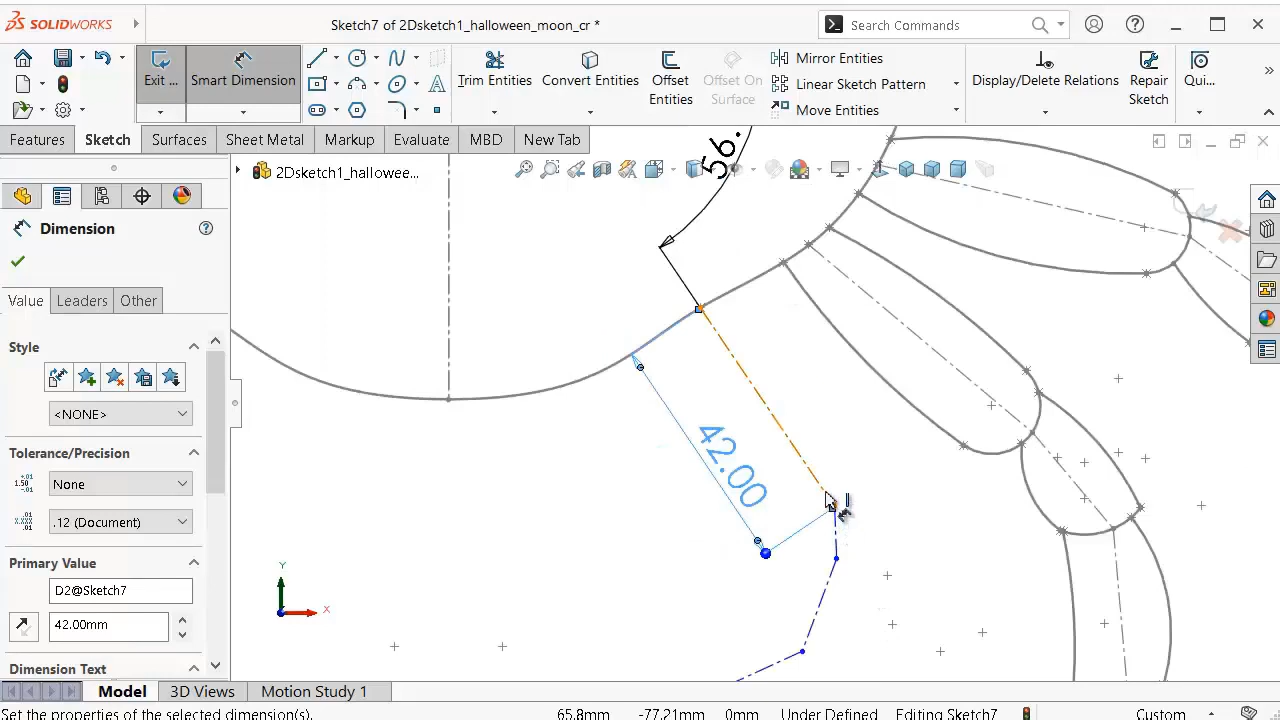 SOLIDWORKS
Sketch7 of 2Dsketch1_halloween_moon_cr *
Search Commands
Exit ...
Smart Dimension
Trim Entities
Convert Entities
Offset Entities
Offset On Surface
Mirror Entities
Linear Sketch Pattern
Move Entities
Display/Delete Relations
Repair Sketch
Qui...
Features
Sketch
Surfaces
Sheet Metal
Markup
Evaluate
MBD
New Tab
2Dsketch1_hallowee...
Dimension
Value
Leaders
Other
Style
<NONE>
Tolerance/Precision
None
.12 (Document)
Primary Value
D2@Sketch7
42.00mm
Dimension Text
56.
42.00
Y
X
Model
3D Views
Motion Study 1
Set the properties of the selected dimension(s).
65.8mm
-77.21mm
0mm
Under Defined
Editing Sketch7
Custom